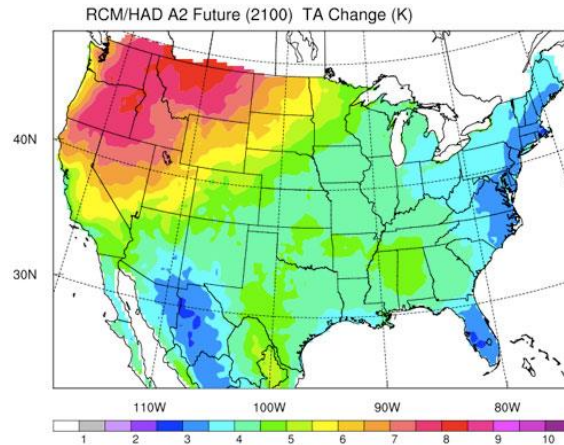 RCM/HAD A2 Future (2100) TA Change (K)
40N
30N
110W 100W 90W 80W
1 2 3 4 5 6 7 8 9 10